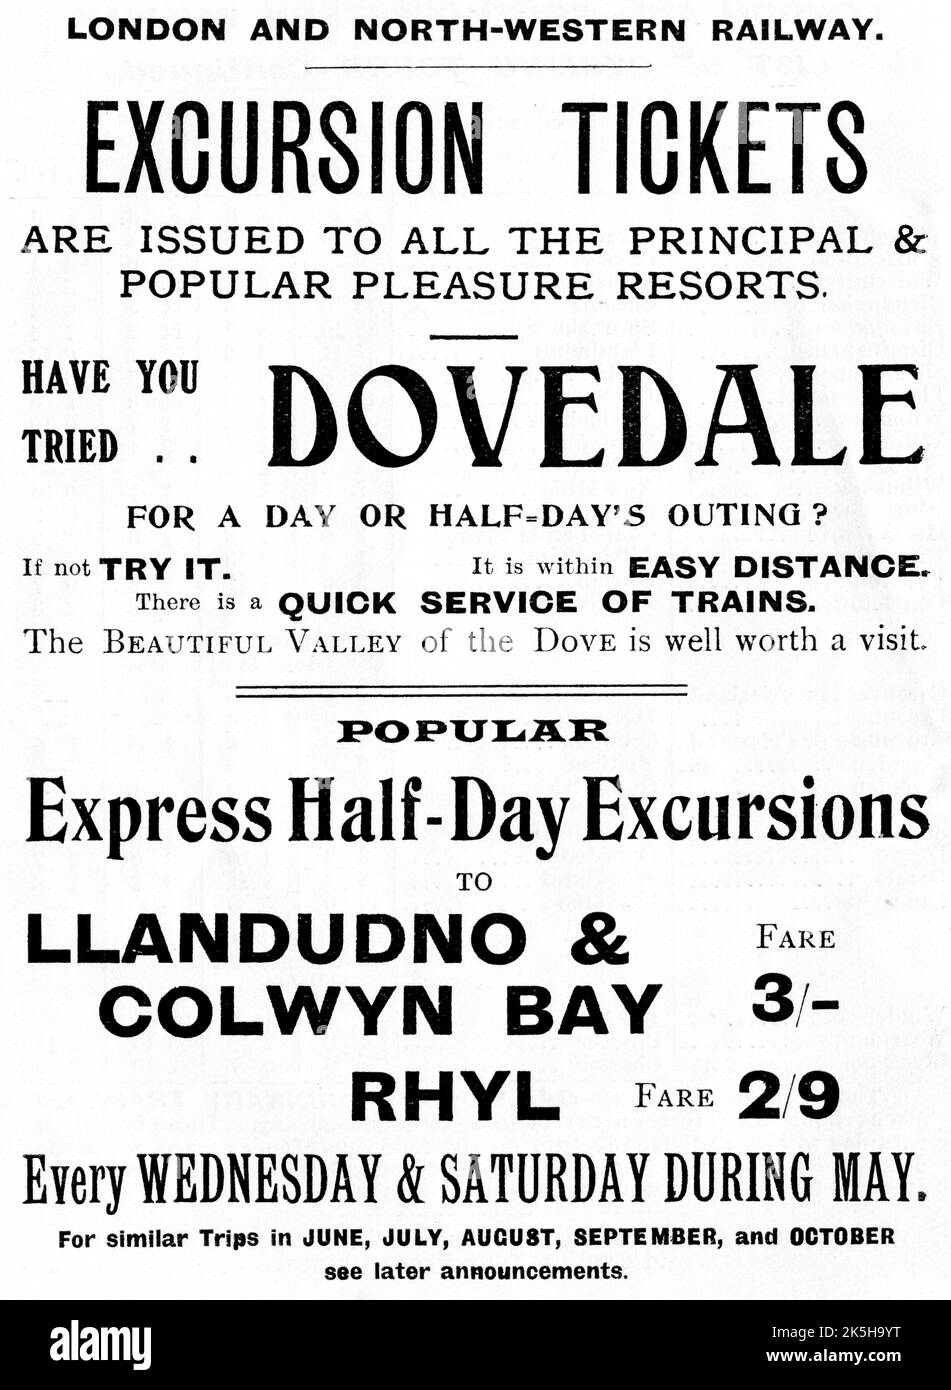 LONDON AND NORTH-WESTERN RAILWAY.
EXCURSION TICKETS
ARE ISSUED TO ALL THE PRINCIPAL &
POPULAR PLEASURE RESORTS.
HAVE YOU
TRIED . . DOVEDALE
FOR A DAY OR HALF=DAY'S OUTING?
If not TRY IT. It is within EASY DISTANCE.
There is a QUICK SERVICE OF TRAINS.
The BEAUTIFUL VALLEY of the DOVE is well worth a visit.
POPULAR
Express Half-Day Excursions
TO
LLANDUDNO & FARE
COLWYN BAY 3/-
RHYL FARE 2/9
Every WEDNESDAY & SATURDAY DURING MAY.
For similar Trips in JUNE, JULY, AUGUST, SEPTEMBER, and OCTOBER
see later announcements.
alamy
Image ID: 2K5H9YT
www.alamy.com